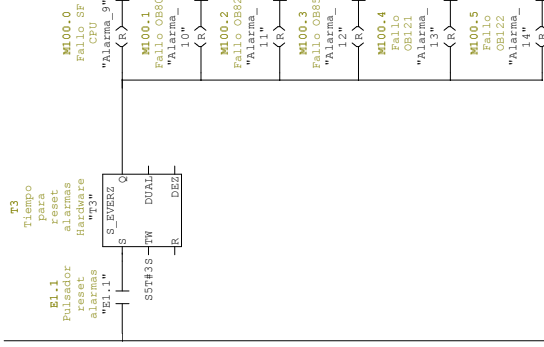 T3
Tiempo
para
reset
alarmas
Hardware
"T3"
E1.1
Pulsador
reset
alarmas
"E1.1"
S_EVERZ
S
Q
S5T#3S
TW
DUAL
R
DEZ
M100.0
Fallo SF
CPU
"Alarma_9"
R
M100.1
Fallo OB80
"Alarma_
10"
R
M100.2
Fallo OB82
"Alarma_
11"
R
M100.3
Fallo OB85
"Alarma_
12"
R
M100.4
Fallo
OB121
"Alarma_
13"
R
M100.5
Fallo
OB122
"Alarma_
14"
R